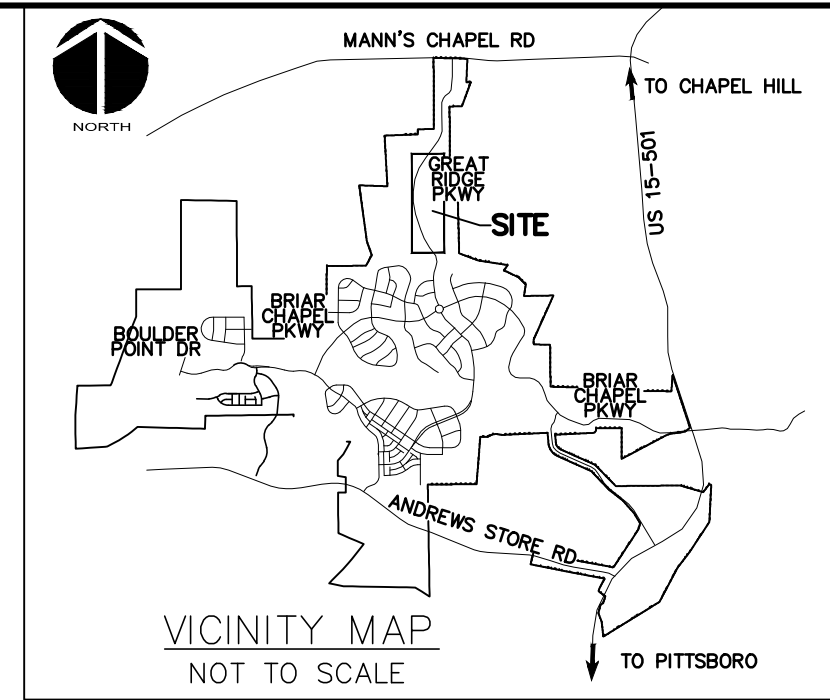 MANN'S CHAPEL RD
TO CHAPEL HILL
NORTH
US 15-501
GREAT
RIDGE
PKWY
SITE
BRIAR
CHAPEL
PKWY
BOULDER
POINT DR
BRIAR
CHAPEL
PKWY
ANDREWS STORE RD
VICINITY MAP
NOT TO SCALE
TO PITTSBORO